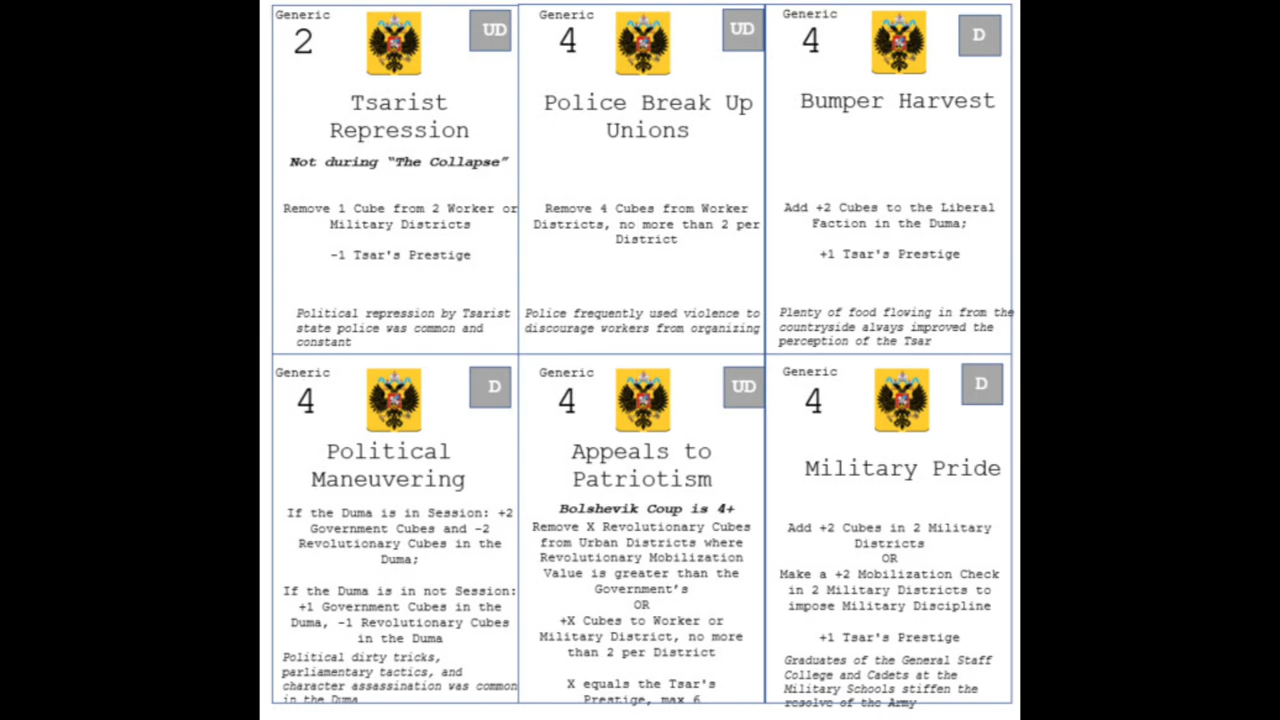 Generic
2
UD
Tsarist
Repression
Not during “The Collapse”
Remove 1 Cube from 2 Worker or
Military Districts
-1 Tsar's Prestige
Political repression by Tsarist
state police was common and
constant
Generic
4
UD
Police Break Up
Unions
Remove 4 Cubes from Worker
Districts, no more than 2 per
District
Police frequently used violence to
discourage workers from organizing
Generic
4
D
Bumper Harvest
Add +2 Cubes to the Liberal
Faction in the Duma;
+1 Tsar's Prestige
Plenty of food flowing in from the
countryside always improved the
perception of the Tsar
Generic
4
D
Political
Maneuvering
If the Duma is in Session: +2
Government Cubes and -2
Revolutionary Cubes in the
Duma;
If the Duma is in not Session:
+1 Government Cubes in the
Duma, -1 Revolutionary Cubes
in the Duma
Political dirty tricks,
parliamentary tactics, and
character assassination was common
in the Duma
Generic
4
UD
Appeals to
Patriotism
Bolshevik Coup is 4+
Remove X Revolutionary Cubes
from Urban Districts where
Revolutionary Mobilization
Value is greater than the
Government’s
OR
+X Cubes to Worker or
Military District, no more
than 2 per District
X equals the Tsar's
Prestige, max 6
Generic
4
D
Military Pride
Add +2 Cubes in 2 Military
Districts
OR
Make a +2 Mobilization Check
in 2 Military Districts to
impose Military Discipline
+1 Tsar's Prestige
Graduates of the General Staff
College and Cadets at the
Military Schools stiffen the
resolve of the Army